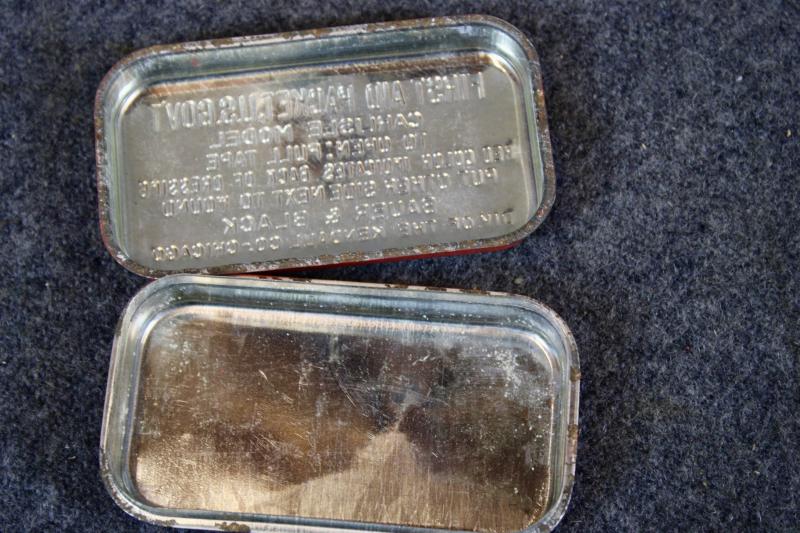 FIRST AID PACKET U.S.GOVT
CARLISLE MODEL
TO OPEN: PULL TAPE
RED COLOR INDICATES BACK OF DRESSING
PUT OTHER SIDE NEXT TO WOUND
BAUER & BLACK
DIV. OF THE KENDALL CO.-CHICAGO